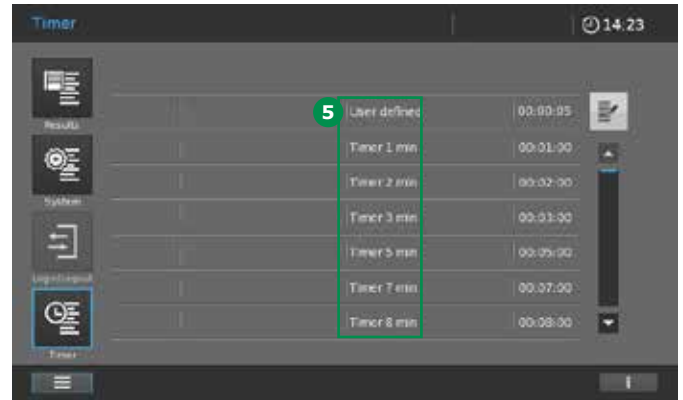 Timer
14:23
Results
5 User defined 00:00:05
Timer 1 min 00:01:00
System
Timer 2 min 00:02:00
Timer 3 min 00:03:00
Timer 5 min 00:05:00
Timer 7 min 00:07:00
Timer 8 min 00:08:00
Timer
i